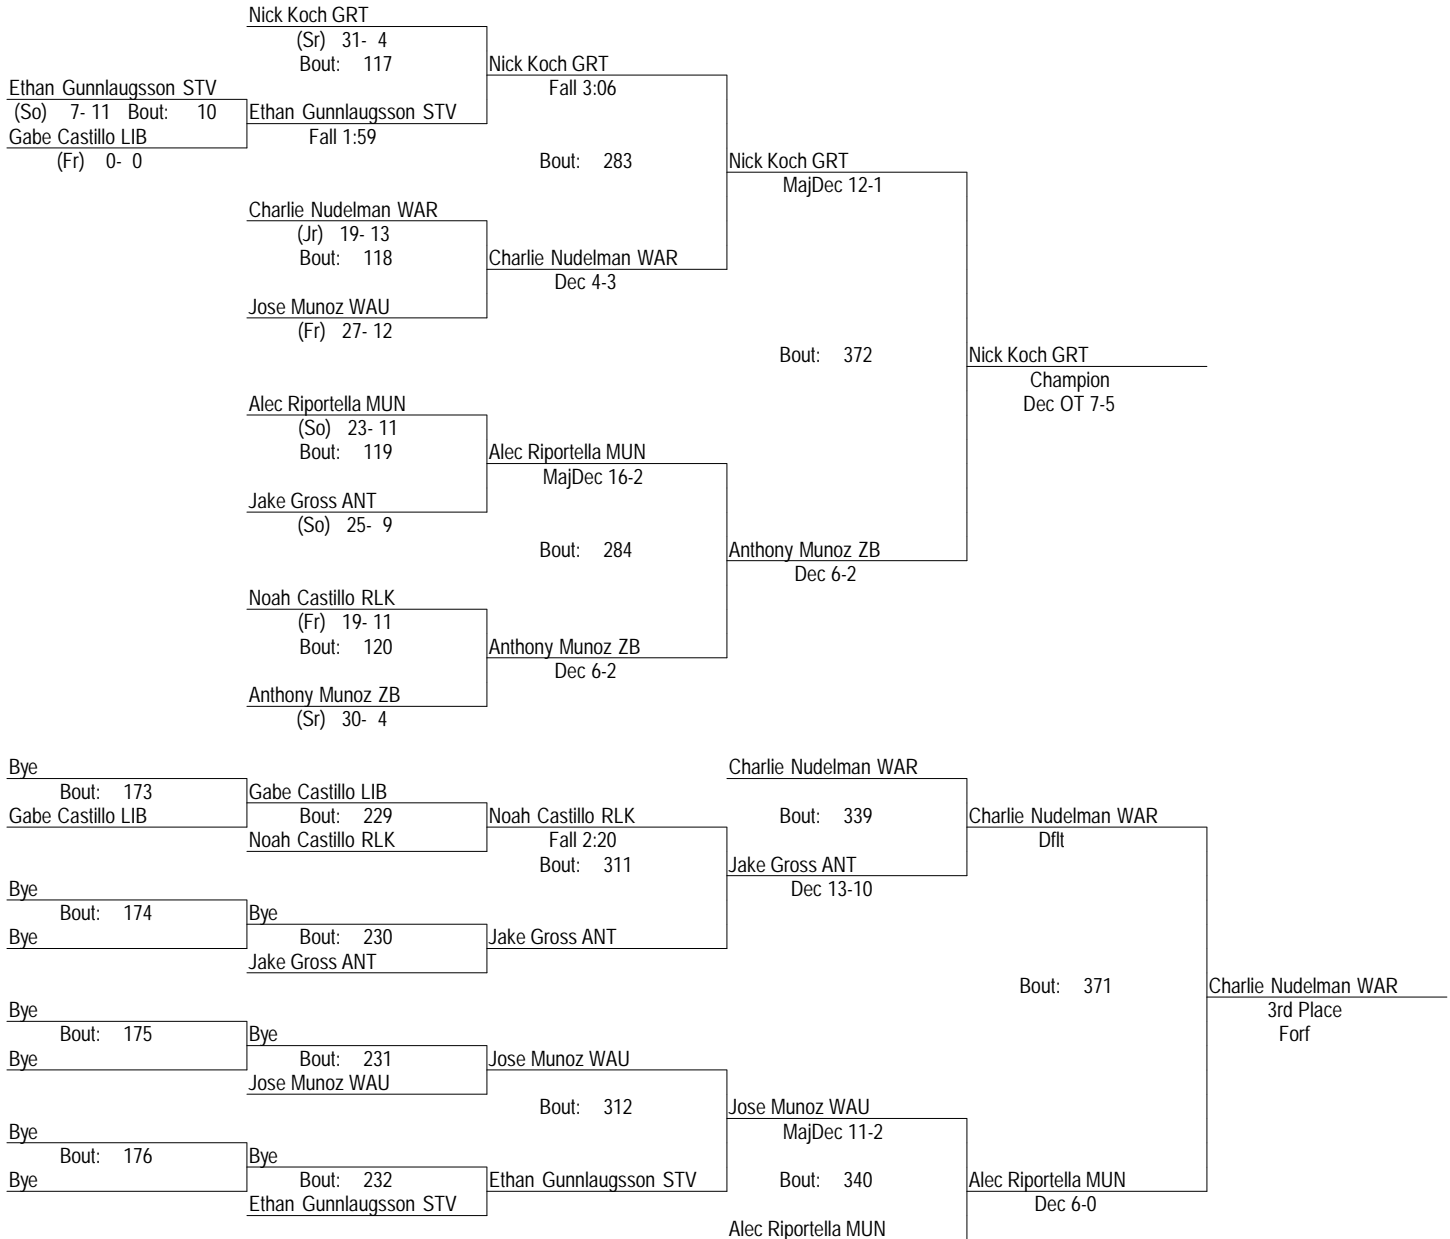 Nick Koch GRT
(Sr) 31- 4
Bout: 117
Nick Koch GRT
Fall 3:06
Ethan Gunnlaugsson STV
(So) 7- 11 Bout: 10
Ethan Gunnlaugsson STV
Fall 1:59
Gabe Castillo LIB
(Fr) 0- 0
Bout: 283
Nick Koch GRT
MajDec 12-1
Charlie Nudelman WAR
(Jr) 19- 13
Bout: 118
Charlie Nudelman WAR
Dec 4-3
Jose Munoz WAU
(Fr) 27- 12
Bout: 372
Nick Koch GRT
Champion
Dec OT 7-5
Alec Riportella MUN
(So) 23- 11
Bout: 119
Alec Riportella MUN
MajDec 16-2
Jake Gross ANT
(So) 25- 9
Bout: 284
Anthony Munoz ZB
Dec 6-2
Noah Castillo RLK
(Fr) 19- 11
Bout: 120
Anthony Munoz ZB
Dec 6-2
Anthony Munoz ZB
(Sr) 30- 4
Bye
Bout: 173
Gabe Castillo LIB
Gabe Castillo LIB
Bout: 229
Noah Castillo RLK
Noah Castillo RLK
Fall 2:20
Bout: 311
Charlie Nudelman WAR
Bout: 339
Charlie Nudelman WAR
Dflt
Jake Gross ANT
Dec 13-10
Bye
Bout: 174
Bye
Bye
Bout: 230
Jake Gross ANT
Jake Gross ANT
Bout: 371
Charlie Nudelman WAR
3rd Place
Forf
Bye
Bout: 175
Bye
Bye
Bout: 231
Jose Munoz WAU
Jose Munoz WAU
Bout: 312
Jose Munoz WAU
MajDec 11-2
Bye
Bout: 176
Bye
Bye
Bout: 232
Ethan Gunnlaugsson STV
Ethan Gunnlaugsson STV
Bout: 340
Alec Riportella MUN
Dec 6-0
Alec Riportella MUN